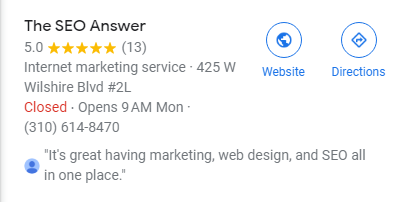 The SEO Answer
5.0 ★★★★★ (13)
Internet marketing service · 425 W
Wilshire Blvd #2L
Closed · Opens 9 AM Mon ·
(310) 614-8470
Website
Directions
"It's great having marketing, web design, and SEO all
in one place."